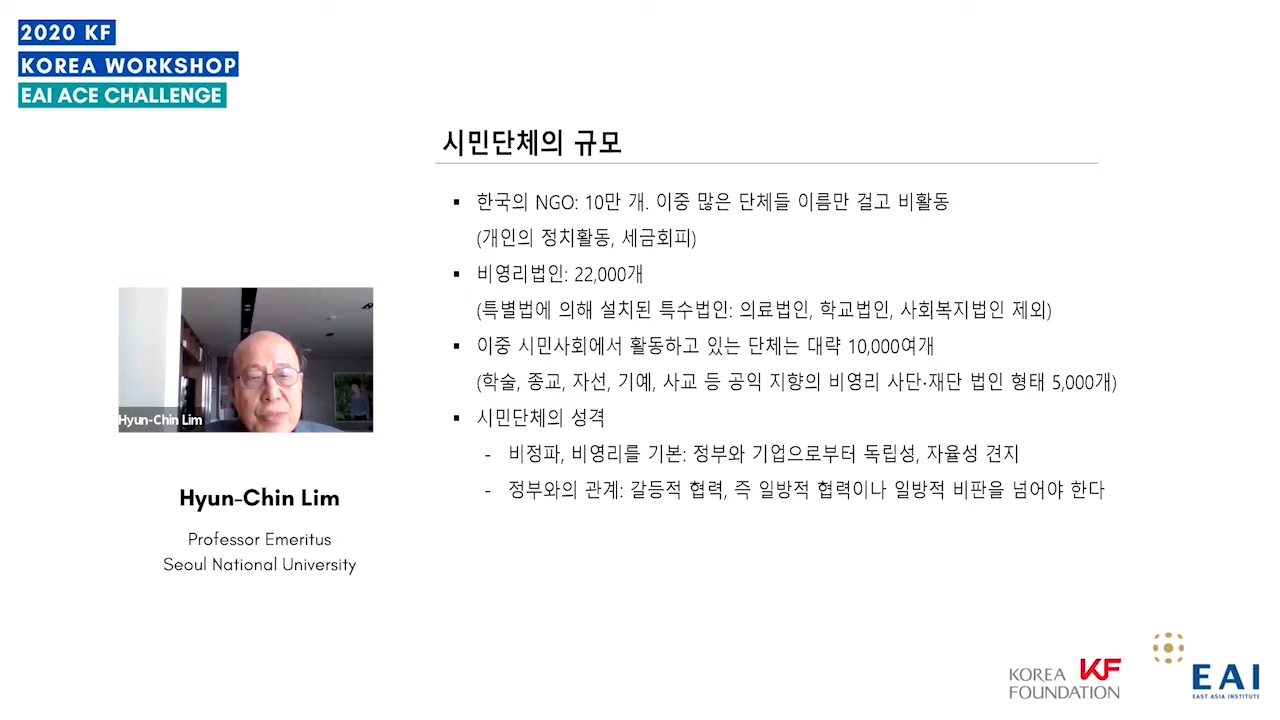 2020 KF
KOREA WORKSHOP
EAI ACE CHALLENGE
시민단체의 규모
▪ 한국의 NGO: 10만 개. 이중 많은 단체들 이름만 걸고 비활동
(개인의 정치활동, 세금회피)
▪ 비영리법인: 22,000개
(특별법에 의해 설치된 특수법인: 의료법인, 학교법인, 사회복지법인 제외)
▪ 이중 시민사회에서 활동하고 있는 단체는 대략 10,000여개
(학술, 종교, 자선, 기예, 사교 등 공익 지향의 비영리 사단·재단 법인 형태 5,000개)
▪ 시민단체의 성격
- 비정파, 비영리를 기본: 정부와 기업으로부터 독립성, 자율성 견지
- 정부와의 관계: 갈등적 협력, 즉 일방적 협력이나 일방적 비판을 넘어야 한다
Hyun-Chin Lim
Hyun-Chin Lim
Professor Emeritus
Seoul National University
KOREA KF
FOUNDATION
EAI
EAST ASIA INSTITUTE